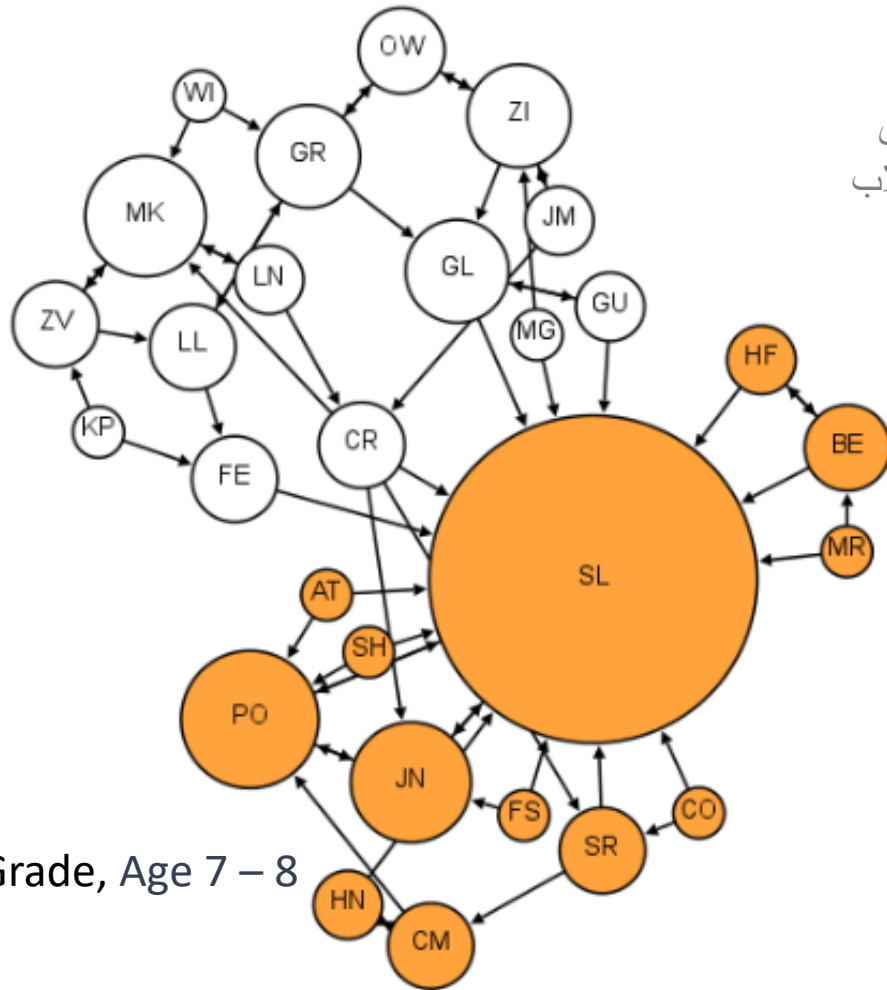 OW
WI
ZI
GR
MK
JM
GL
LN
GU
ZV
MG
LL
HF
KP
CR
BE
FE
MR
SL
AT
SH
PO
JN
FS
CO
SR
Grade, Age 7 – 8
HN
CM